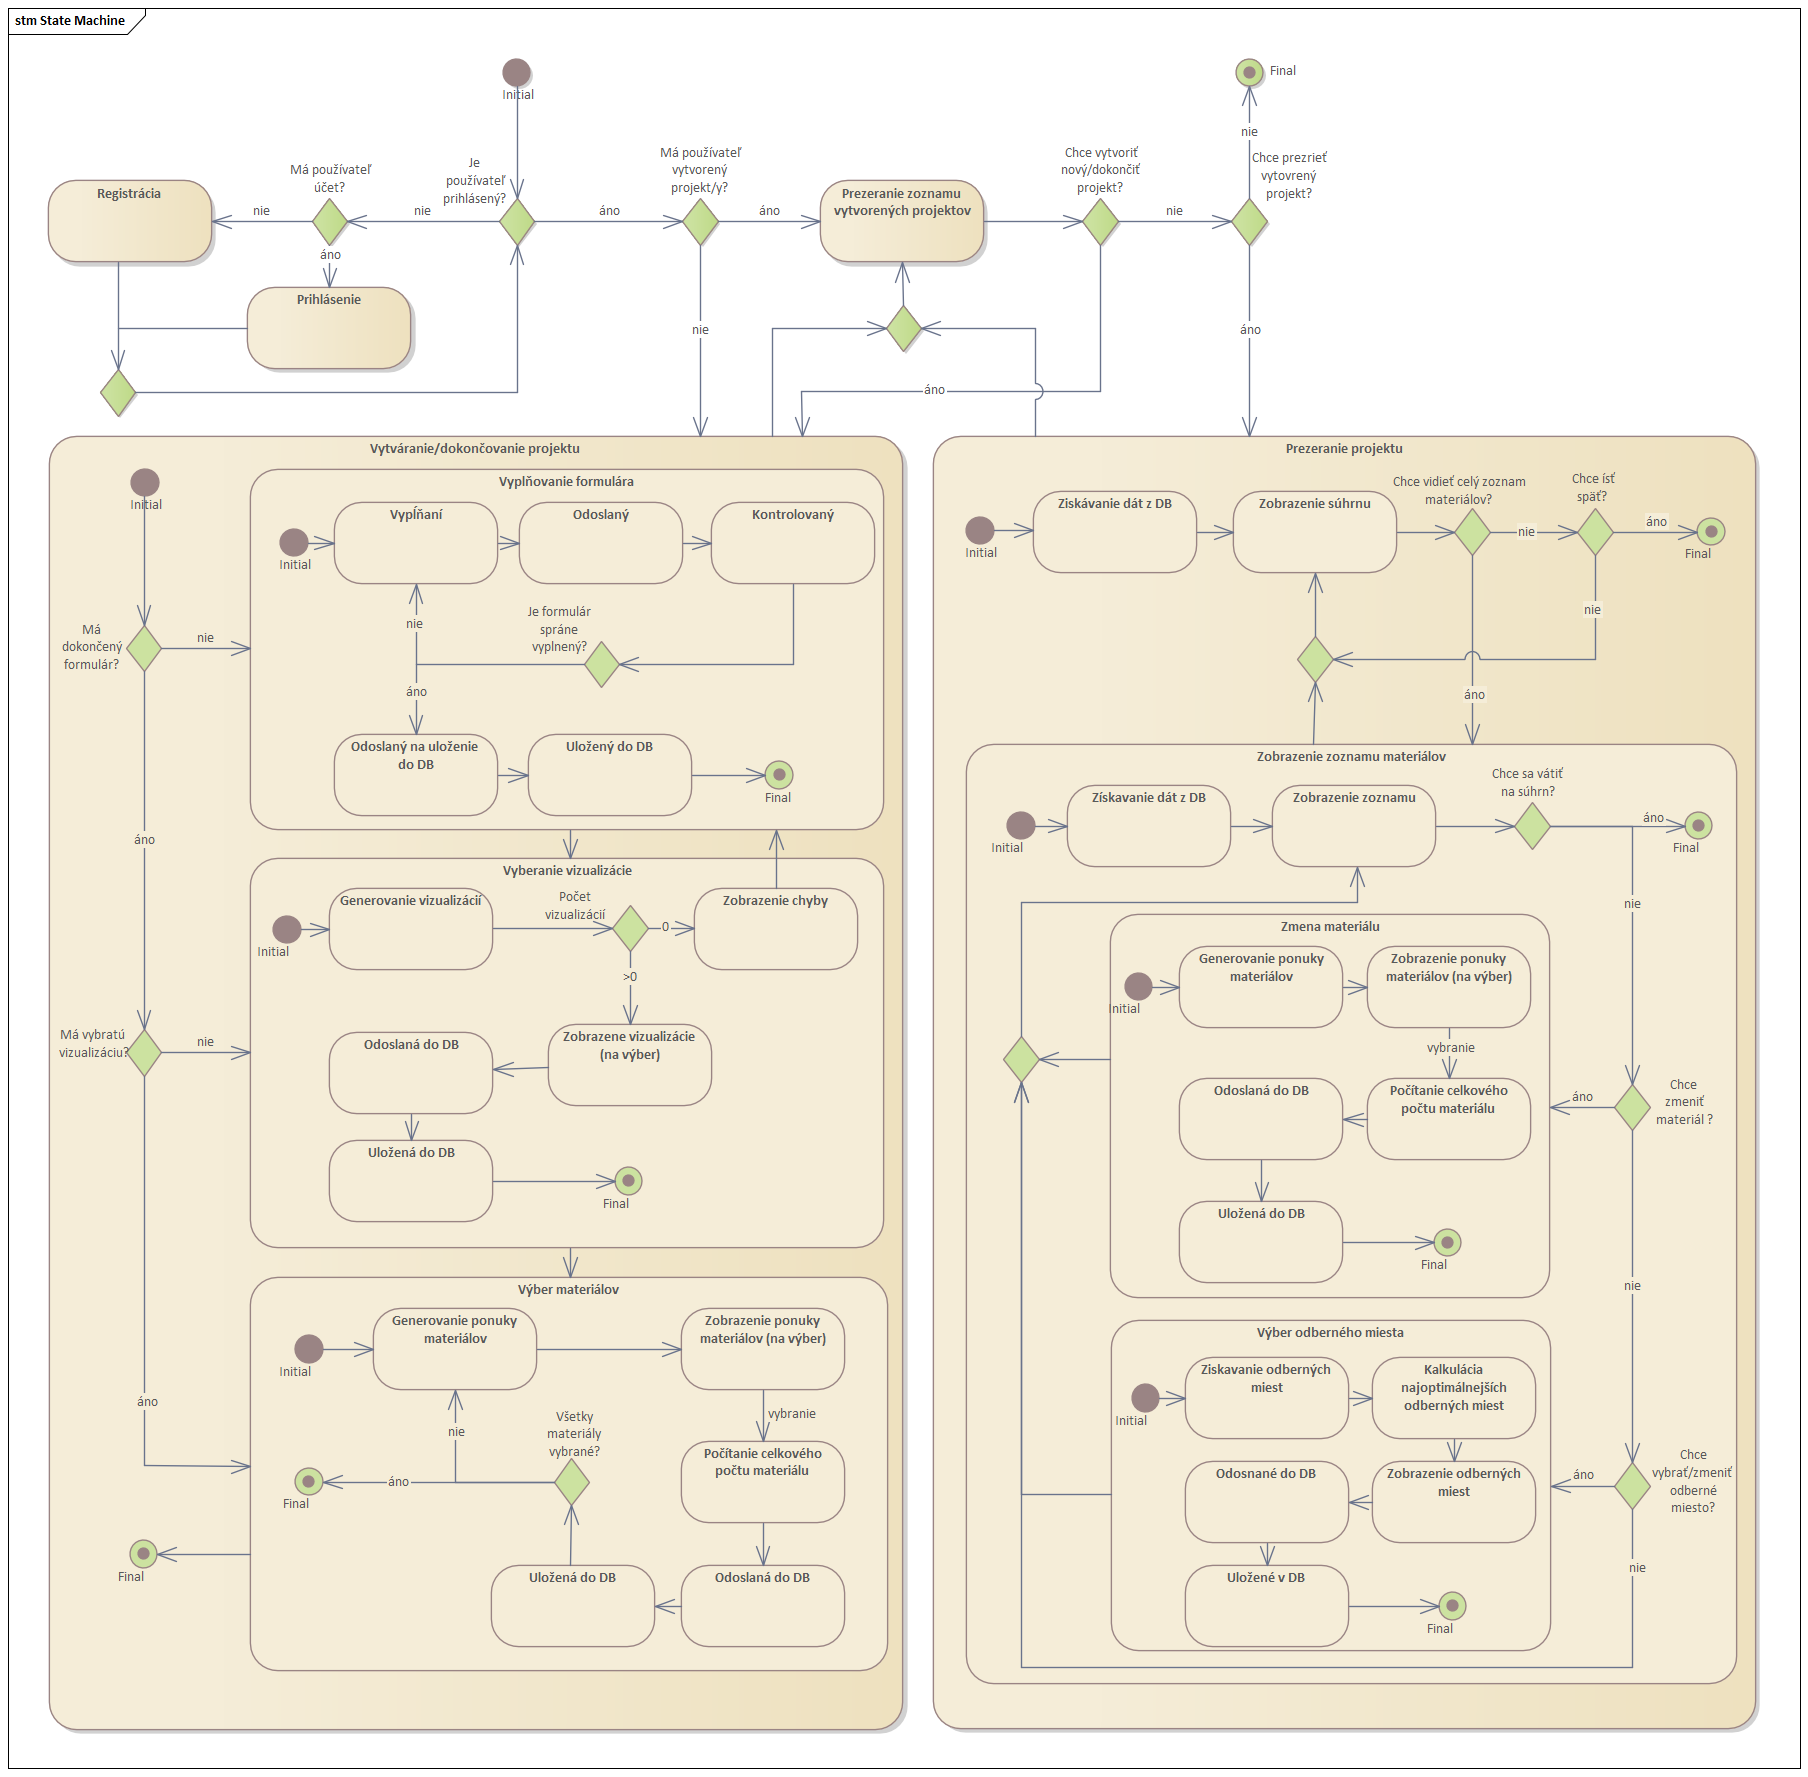 stm State Machine
Initial
Final
nie
Má používateľ
účet?
Je
používateľ
prihlásený?
Má používateľ
vytvorený
projekt/y?
Chce vytvoriť
nový/dokončiť
projekt?
Chce prezrieť
vytovrený
projekt?
Registrácia
nie
nie
áno
áno
Prezeranie zoznamu
vytvorených projektov
nie
áno
Prihlásenie
nie
áno
áno
Vytváranie/dokončovanie projektu
Initial
Má
dokončený
formulár?
nie
áno
Má vybratú
vizualizáciu?
nie
áno
Final
Vyplňovanie formulára
Initial
Vypĺňaní
Odoslaný
Kontrolovaný
Je formulár
spráne
vyplnený?
nie
áno
Odoslaný na uloženie
do DB
Uložený do DB
Final
Vyberanie vizualizácie
Initial
Generovanie vizualizácií
Počet
vizualizácií
0
Zobrazenie chyby
>0
Zobrazene vizualizácie
(na výber)
Odoslaná do DB
Uložená do DB
Final
Výber materiálov
Initial
Generovanie ponuky
materiálov
Zobrazenie ponuky
materiálov (na výber)
vybranie
Počítanie celkového
počtu materiálu
Všetky
materiály
vybrané?
nie
áno
Final
Uložená do DB
Odoslaná do DB
Prezeranie projektu
Initial
Ziskávanie dát z DB
Zobrazenie súhrnu
Chce vidieť celý zoznam
materiálov?
nie
Chce ísť
späť?
áno
Final
nie
áno
Zobrazenie zoznamu materiálov
Initial
Získavanie dát z DB
Zobrazenie zoznamu
Chce sa vátiť
na súhrn?
áno
Final
nie
Zmena materiálu
Initial
Generovanie ponuky
materiálov
Zobrazenie ponuky
materiálov (na výber)
vybranie
Počítanie celkového
počtu materiálu
Odoslaná do DB
Uložená do DB
Final
áno
Chce
zmeniť
materiál ?
nie
Výber odberného miesta
Initial
Ziskavanie odberných
miest
Kalkulácia
najoptimálnejších
odberných miest
Zobrazenie odberných
miest
Odosnané do DB
Uložené v DB
Final
áno
Chce
vybrať/zmeniť
odberné
miesto?
nie